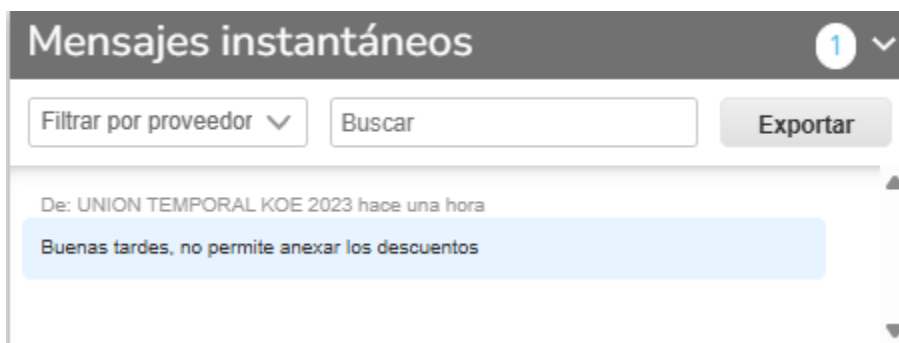 Mensajes instantáneos 1
Filtrar por proveedor Buscar Exportar
De: UNION TEMPORAL KOE 2023 hace una hora
Buenas tardes, no permite anexar los descuentos